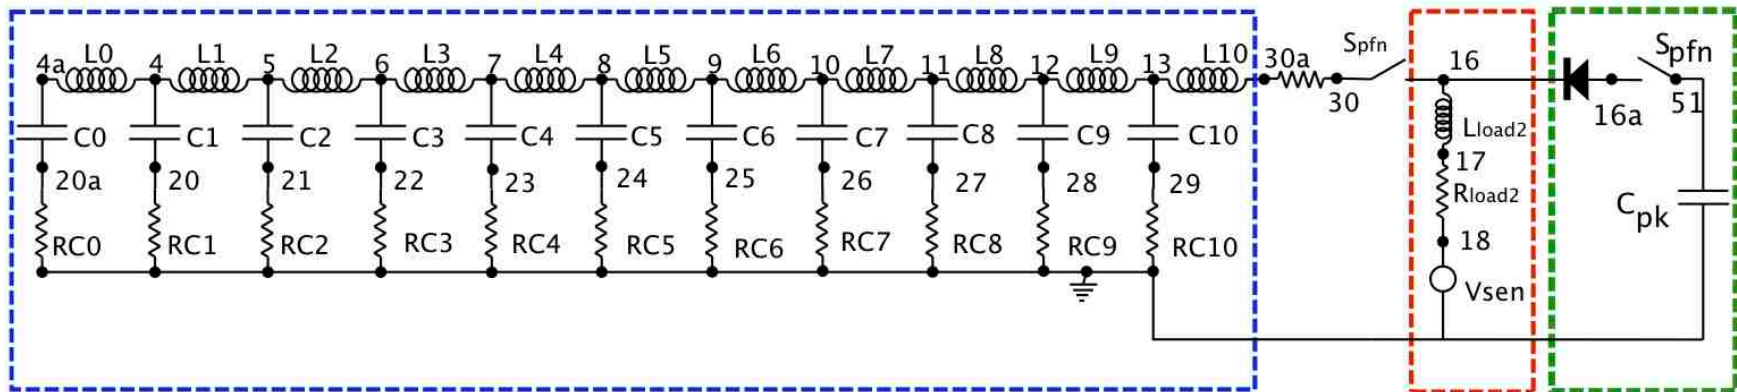 4a L0 4 L1 5 L2 6 L3 7 L4 8 L5 9 L6 10 L7 11 L8 12 L9 13 L10 30a Spfn 16 Spfn
30 16a 51
C0 C1 C2 C3 C4 C5 C6 C7 C8 C9 C10 Lload2
20a 20 21 22 23 24 25 26 27 28 29 17
Rload2 Cpk
RC0 RC1 RC2 RC3 RC4 RC5 RC6 RC7 RC8 RC9 RC10 18
Vsen